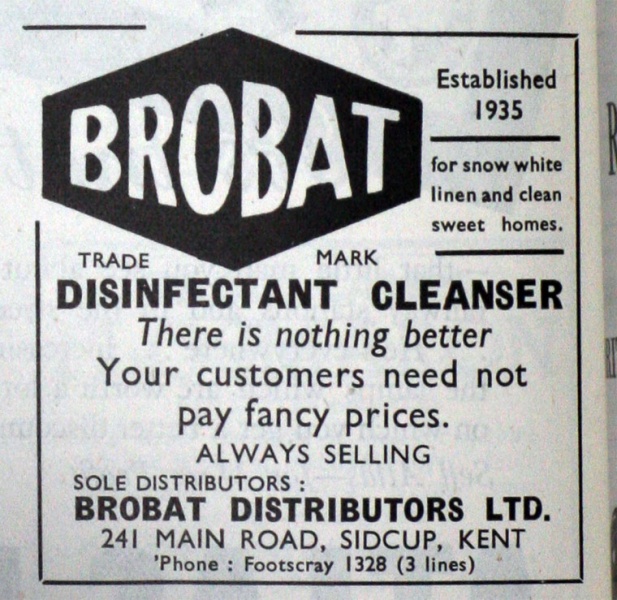 BROBAT
Established
1935
for snow white
linen and clean
sweet homes.
TRADE MARK
DISINFECTANT CLEANSER
There is nothing better
Your customers need not
pay fancy prices.
ALWAYS SELLING
SOLE DISTRIBUTORS :
BROBAT DISTRIBUTORS LTD.
241 MAIN ROAD, SIDCUP, KENT
'Phone : Footscray 1328 (3 lines)